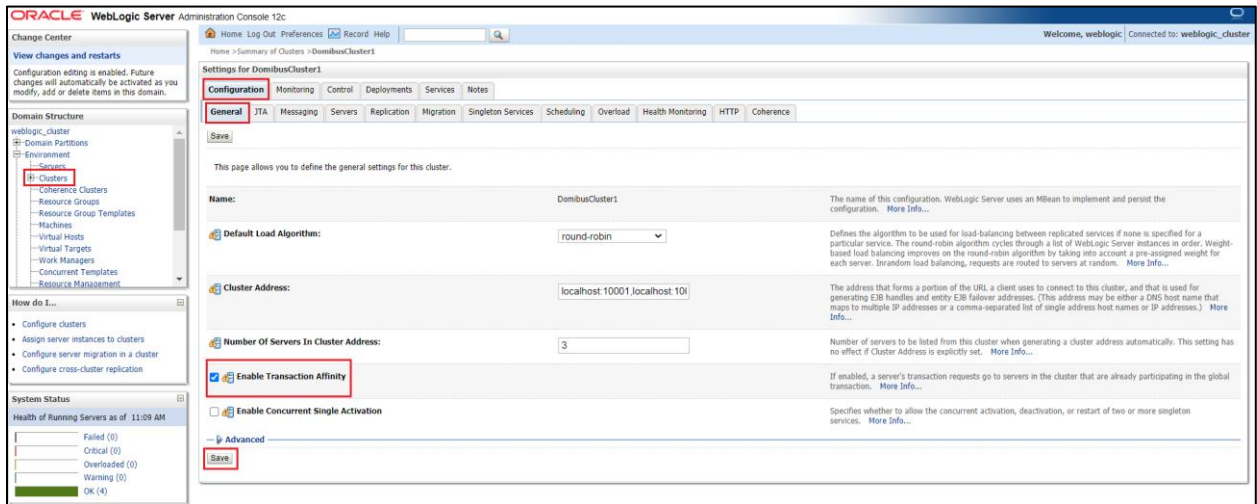 ORACLE WebLogic Server Administration Console 12c
Change Center
View changes and restarts
Configuration editing is enabled. Future
changes will automatically be activated as you
modify, add or delete items in this domain.
Domain Structure
weblogic_cluster
Domain Partitions
Environment
Servers
Clusters
Coherence Clusters
Resource Groups
Resource Group Templates
Machines
Virtual Hosts
Virtual Targets
Work Managers
Concurrent Templates
Resource Management
How do I...
Configure clusters
Assign server instances to clusters
Configure server migration in a cluster
Configure cross-cluster replication
System Status
Health of Running Servers as of 11:09 AM
Failed (0)
Critical (0)
Overloaded (0)
Warning (0)
OK (4)
Home Log Out Preferences Record Help
Welcome, weblogic Connected to: weblogic_cluster
Home >Summary of Clusters >DomibusCluster1
Settings for DomibusCluster1
Configuration Monitoring Control Deployments Services Notes
General JTA Messaging Servers Replication Migration Singleton Services Scheduling Overload Health Monitoring HTTP Coherence
Save
This page allows you to define the general settings for this cluster.
Name: DomibusCluster1
The name of this configuration. WebLogic Server uses an MBean to implement and persist the
configuration. More Info...
Default Load Algorithm: round-robin
Defines the algorithm to be used for load-balancing between replicated services if none is specified for a
particular service. The round-robin algorithm cycles through a list of WebLogic Server instances in order. Weight-
based load balancing improves on the round-robin algorithm by taking into account a pre-assigned weight for
each server. Inrandom load balancing, requests are routed to servers at random. More Info...
Cluster Address: localhost:10001,localhost:10(
The address that forms a portion of the URL a client uses to connect to this cluster, and that is used for
generating EJB handles and entity EJB failover addresses. (This address may be either a DNS host name that
maps to multiple IP addresses or a comma-separated list of single address host names or IP addresses.) More
Info...
Number Of Servers In Cluster Address: 3
Number of servers to be listed from this cluster when generating a cluster address automatically. This setting has
no effect if Cluster Address is explicitly set. More Info...
Enable Transaction Affinity
If enabled, a server's transaction requests go to servers in the cluster that are already participating in the global
transaction. More Info...
Enable Concurrent Single Activation
Specifies whether to allow the concurrent activation, deactivation, or restart of two or more singleton
services. More Info...
Advanced
Save